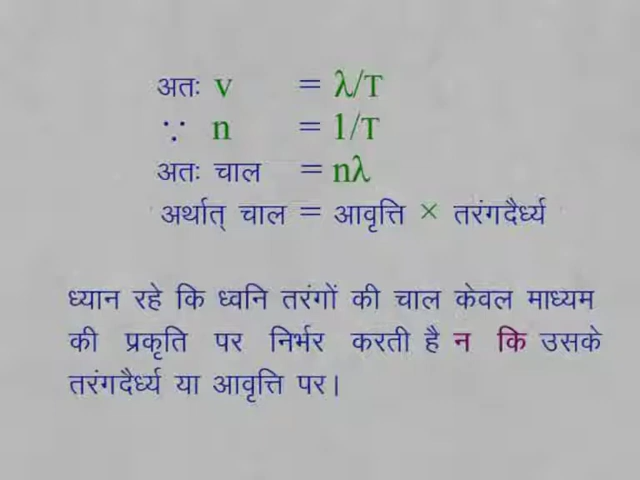 अतः v = λ/T
∵ n = 1/T
अतः चाल = nλ
अर्थात् चाल = आवृत्ति × तरंगदैर्ध्य
ध्यान रहे कि ध्वनि तरंगों की चाल केवल माध्यम
की प्रकृति पर निर्भर करती है न कि उसके
तरंगदैर्ध्य या आवृत्ति पर।